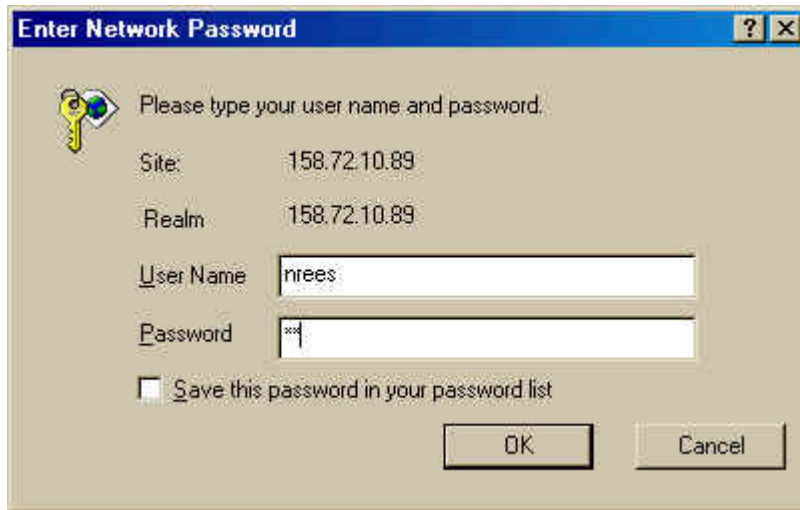 Enter Network Password
Please type your user name and password.
Site: 158.72.10.89
Realm 158.72.10.89
User Name nrees
Password **
Save this password in your password list
OK Cancel